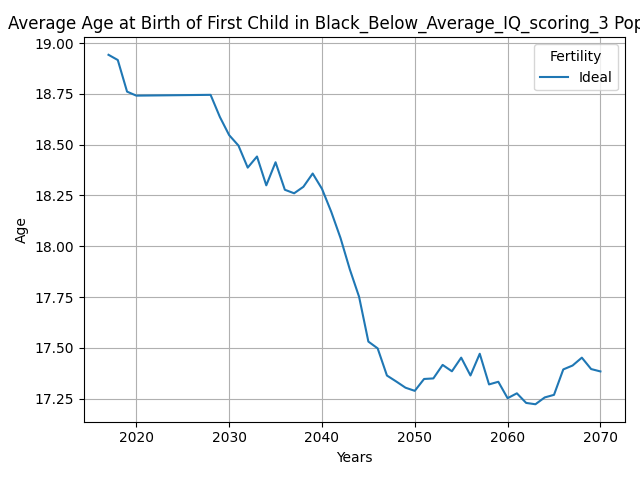 Average Age at Birth of First Child in Black_Below_Average_IQ_scoring_3 Pop
Fertility
Ideal
19.00
18.75
18.50
18.25
18.00
17.75
17.50
17.25
Age
2020 2030 2040 2050 2060 2070
Years